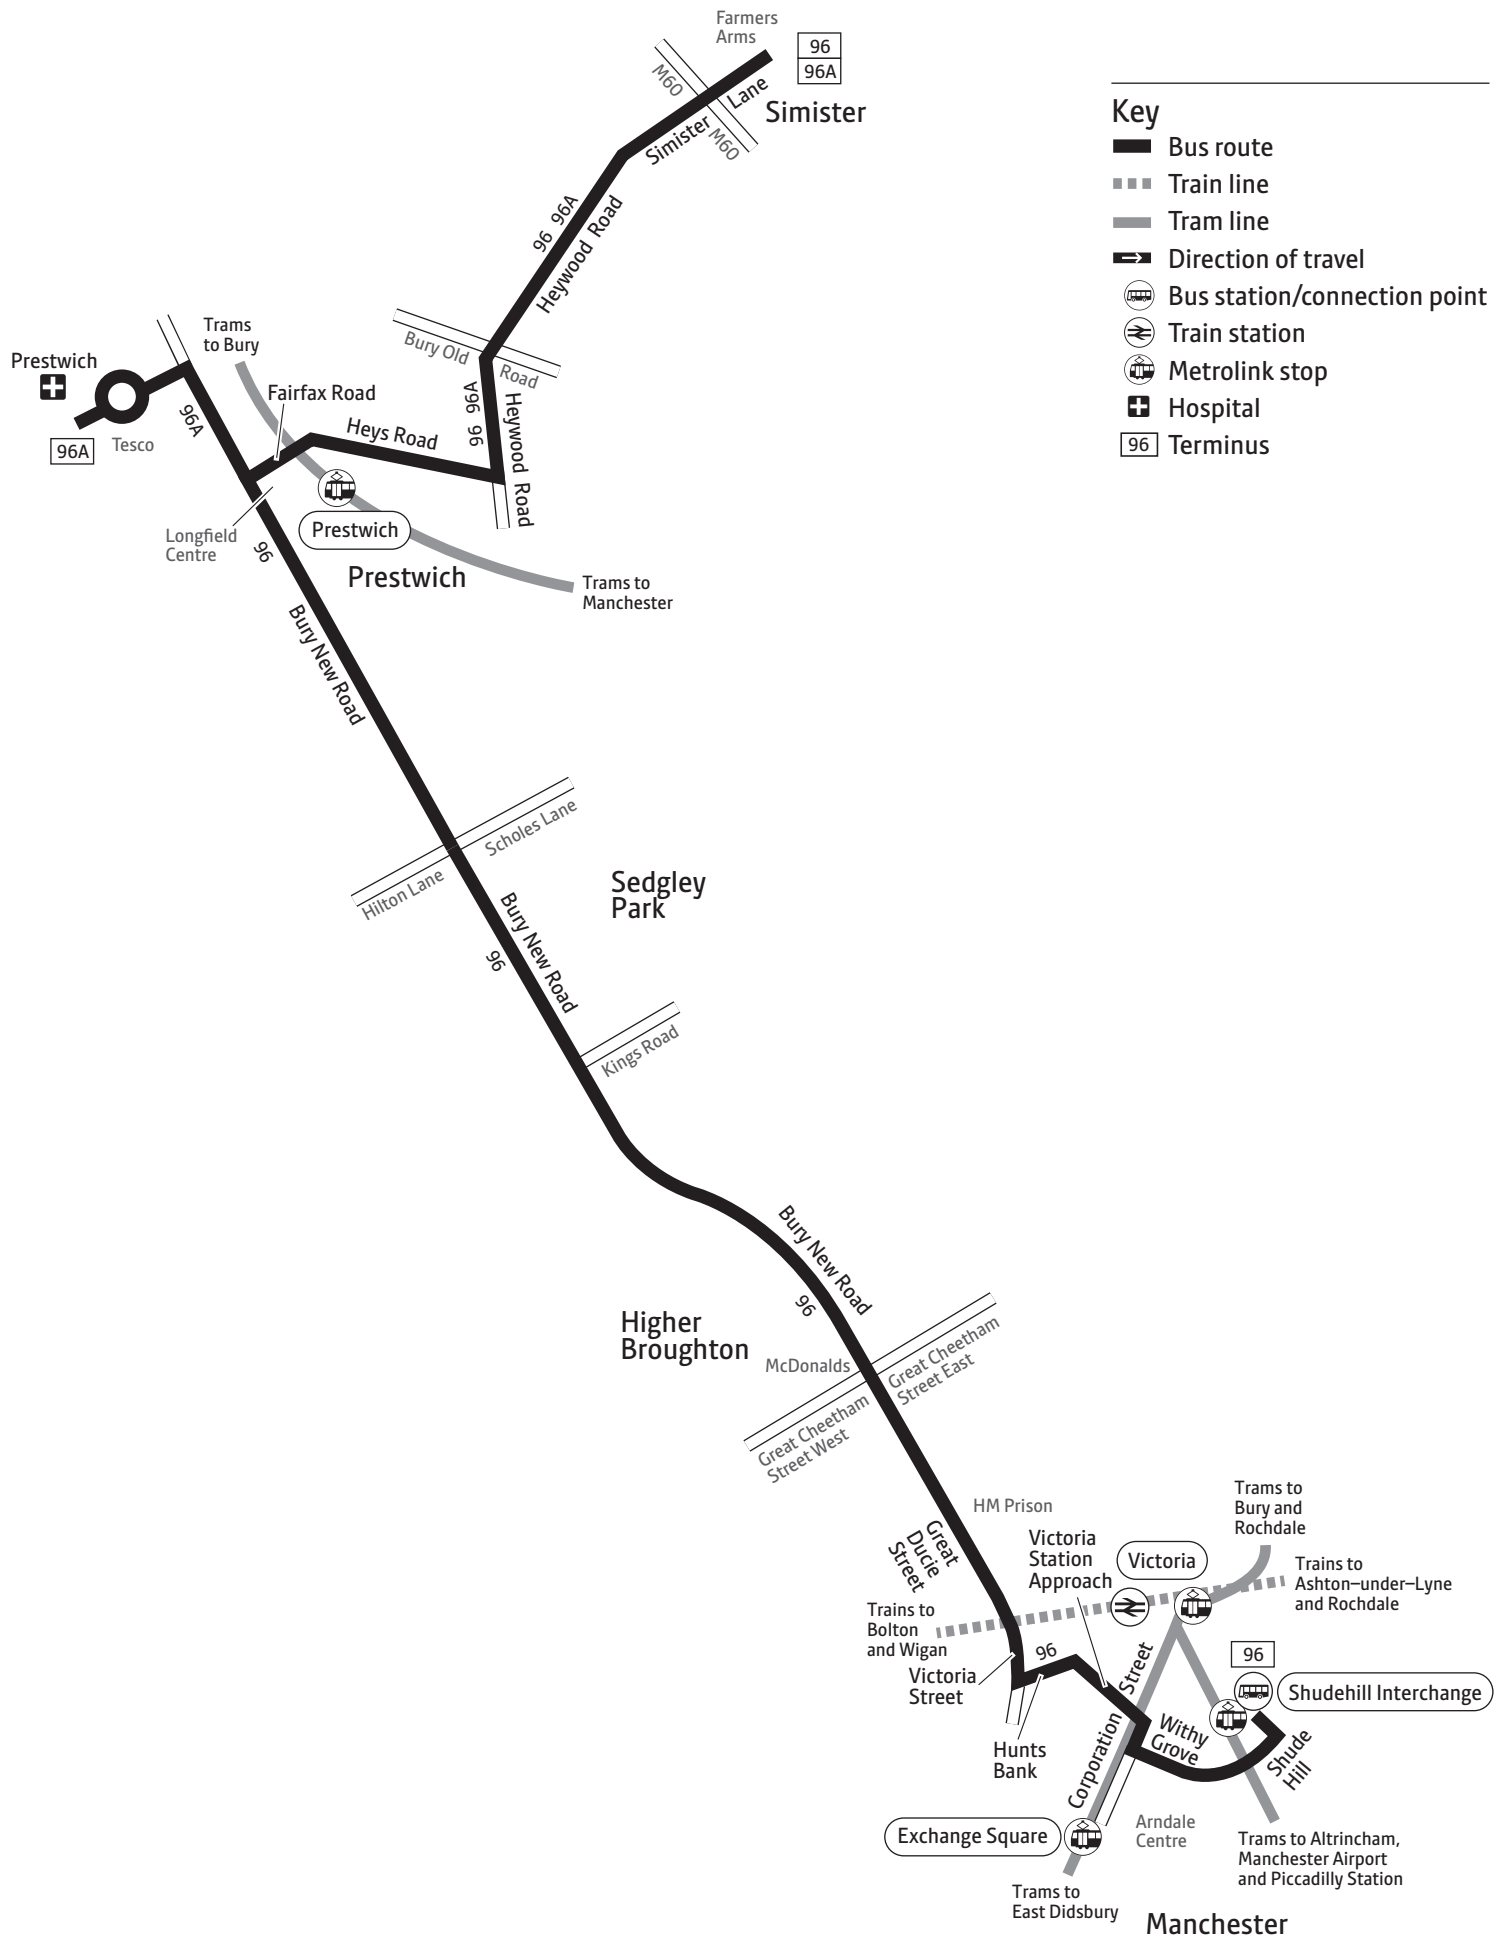 Farmers
Arms
96
96A
M60
Lane
Simister
Simister
M60
96 96A
Heywood Road
Key
Bus route
Train line
Tram line
Direction of travel
Bus station/connection point
Train station
Metrolink stop
Hospital
96 Terminus
Trams
to Bury
Bury Old
Road
Prestwich
Fairfax Road
96A
Heys Road
96 96A
Heywood Road
96A
Tesco
Longfield
Centre
Prestwich
96
Prestwich
Trams to
Manchester
Bury New Road
Scholes Lane
Hilton Lane
Sedgley
Park
Bury New Road
96
Kings Road
Bury New Road
96
Higher
Broughton
McDonalds
Great Cheetham
Street East
Great Cheetham
Street West
HM Prison
Great
Ducie
Street
Victoria
Station
Approach
Victoria
Trams to
Bury and
Rochdale
Trains to
Ashton–under–Lyne
and Rochdale
Trains to
Bolton
and Wigan
96
Victoria
Street
Corporation Street
96
Shudehill Interchange
Withy
Grove
Shude
Hill
Hunts
Bank
Exchange Square
Arndale
Centre
Trams to Altrincham,
Manchester Airport
and Piccadilly Station
Trams to
East Didsbury
Manchester